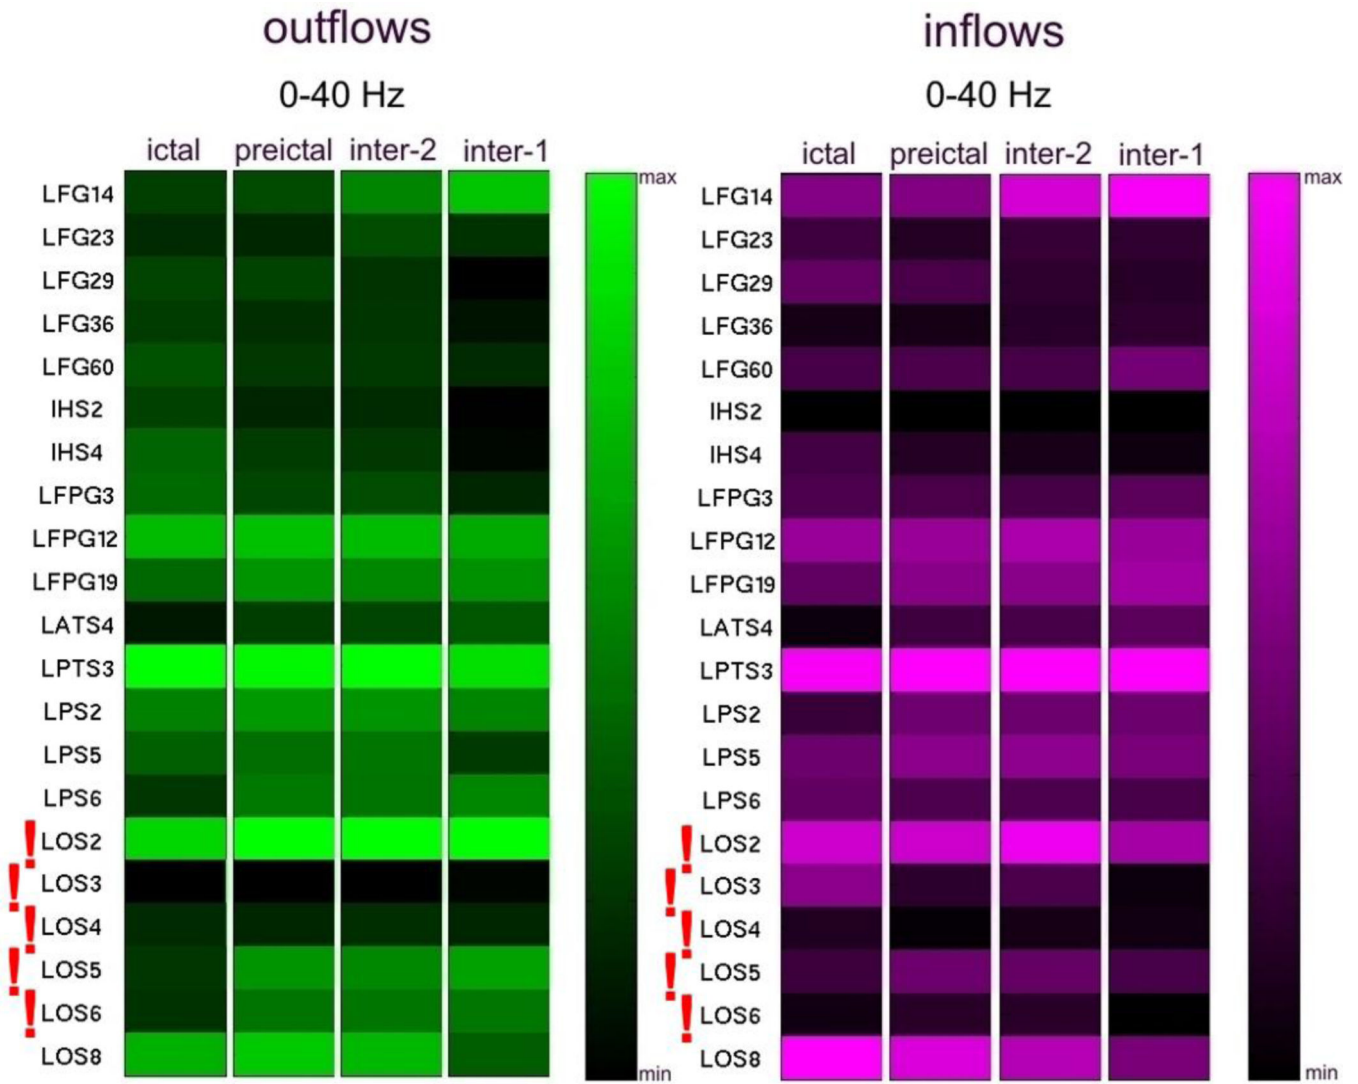 outflows
0-40 Hz
ictal preictal inter-2 inter-1
max
LFG14
LFG23
LFG29
LFG36
LFG60
IHS2
IHS4
LFPG3
LFPG12
LFPG19
LATS4
LPTS3
LPS2
LPS5
LPS6
! LOS2
! LOS3
! LOS4
! LOS5
! LOS6
LOS8
min
inflows
0-40 Hz
ictal preictal inter-2 inter-1
max
LFG14
LFG23
LFG29
LFG36
LFG60
IHS2
IHS4
LFPG3
LFPG12
LFPG19
LATS4
LPTS3
LPS2
LPS5
LPS6
! LOS2
! LOS3
! LOS4
! LOS5
! LOS6
LOS8
min